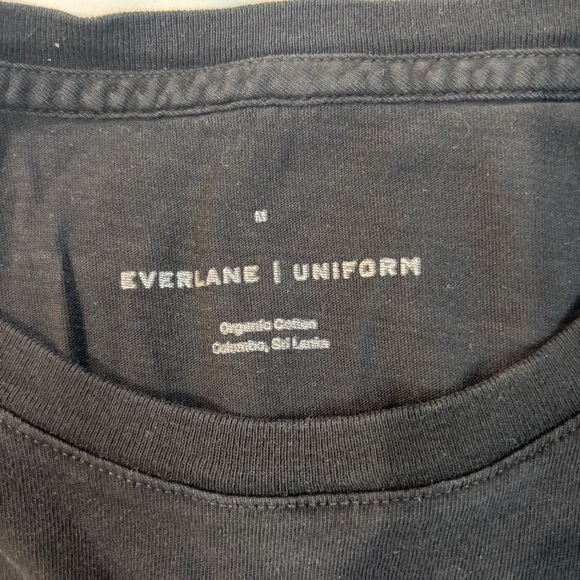 M
EVERLANE | UNIFORM
Organic Cotton
Colombo, Sri Lanka